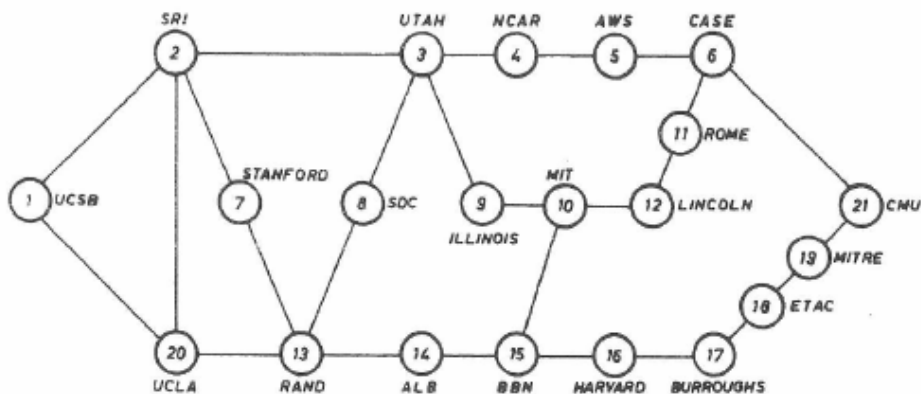 SRI UTAH NCAR AWS CASE
2 3 4 5 6
11 ROME
STANFORD MIT
1 UCSB 7 8 SDC 9 10 12 LINCOLN 21 CMU
ILLINOIS
19 MITRE
18 ETAC
20 13 14 15 16 17
UCLA RAND ALB BBN HARVARD BURROUGHS